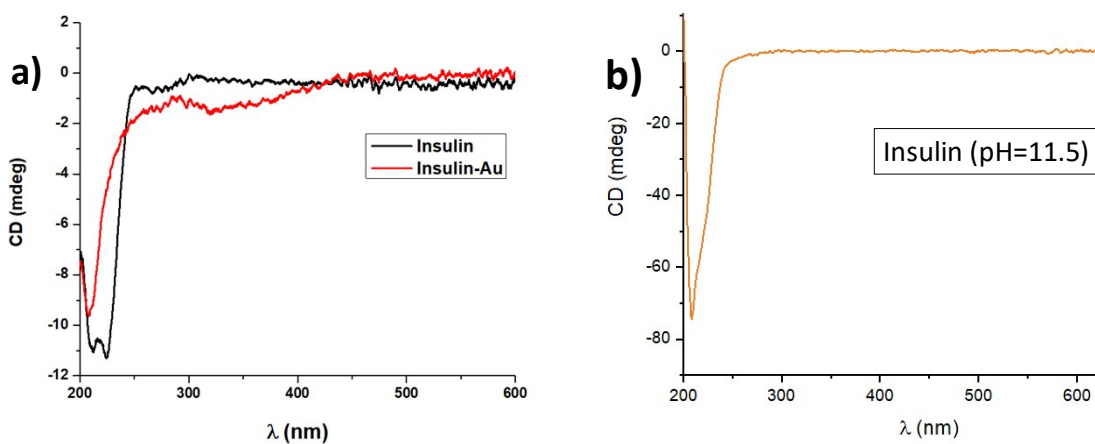 a)
2
0
-2
-4
-6
-8
-10
-12
CD (mdeg)
Insulin
Insulin-Au
200 300 400 500 600
λ (nm)
b)
0
-20
-40
-60
-80
CD (mdeg)
Insulin (pH=11.5)
200 300 400 500 600
λ (nm)